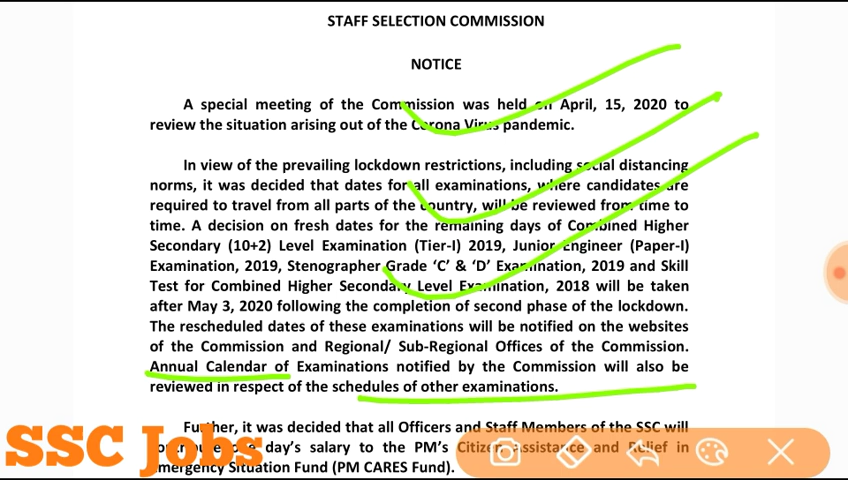 STAFF SELECTION COMMISSION
NOTICE
A special meeting of the Commission was held on April, 15, 2020 to
review the situation arising out of the Corona Virus pandemic.
In view of the prevailing lockdown restrictions, including social distancing
norms, it was decided that dates for all examinations, where candidates are
required to travel from all parts of the country, will be reviewed from time to
time. A decision on fresh dates for the remaining days of Combined Higher
Secondary (10+2) Level Examination (Tier-I) 2019, Junior Engineer (Paper-I)
Examination, 2019, Stenographer Grade ‘C’ & ‘D’ Examination, 2019 and Skill
Test for Combined Higher Secondary Level Examination, 2018 will be taken
after May 3, 2020 following the completion of second phase of the lockdown.
The rescheduled dates of these examinations will be notified on the websites
of the Commission and Regional/ Sub-Regional Offices of the Commission.
Annual Calendar of Examinations notified by the Commission will also be
reviewed in respect of the schedules of other examinations.
Further, it was decided that all Officers and Staff Members of the SSC will
day’s salary to the PM’s Citizen Assistance and Relief in
Emergency Situation Fund (PM CARES Fund).
SSC Jobs